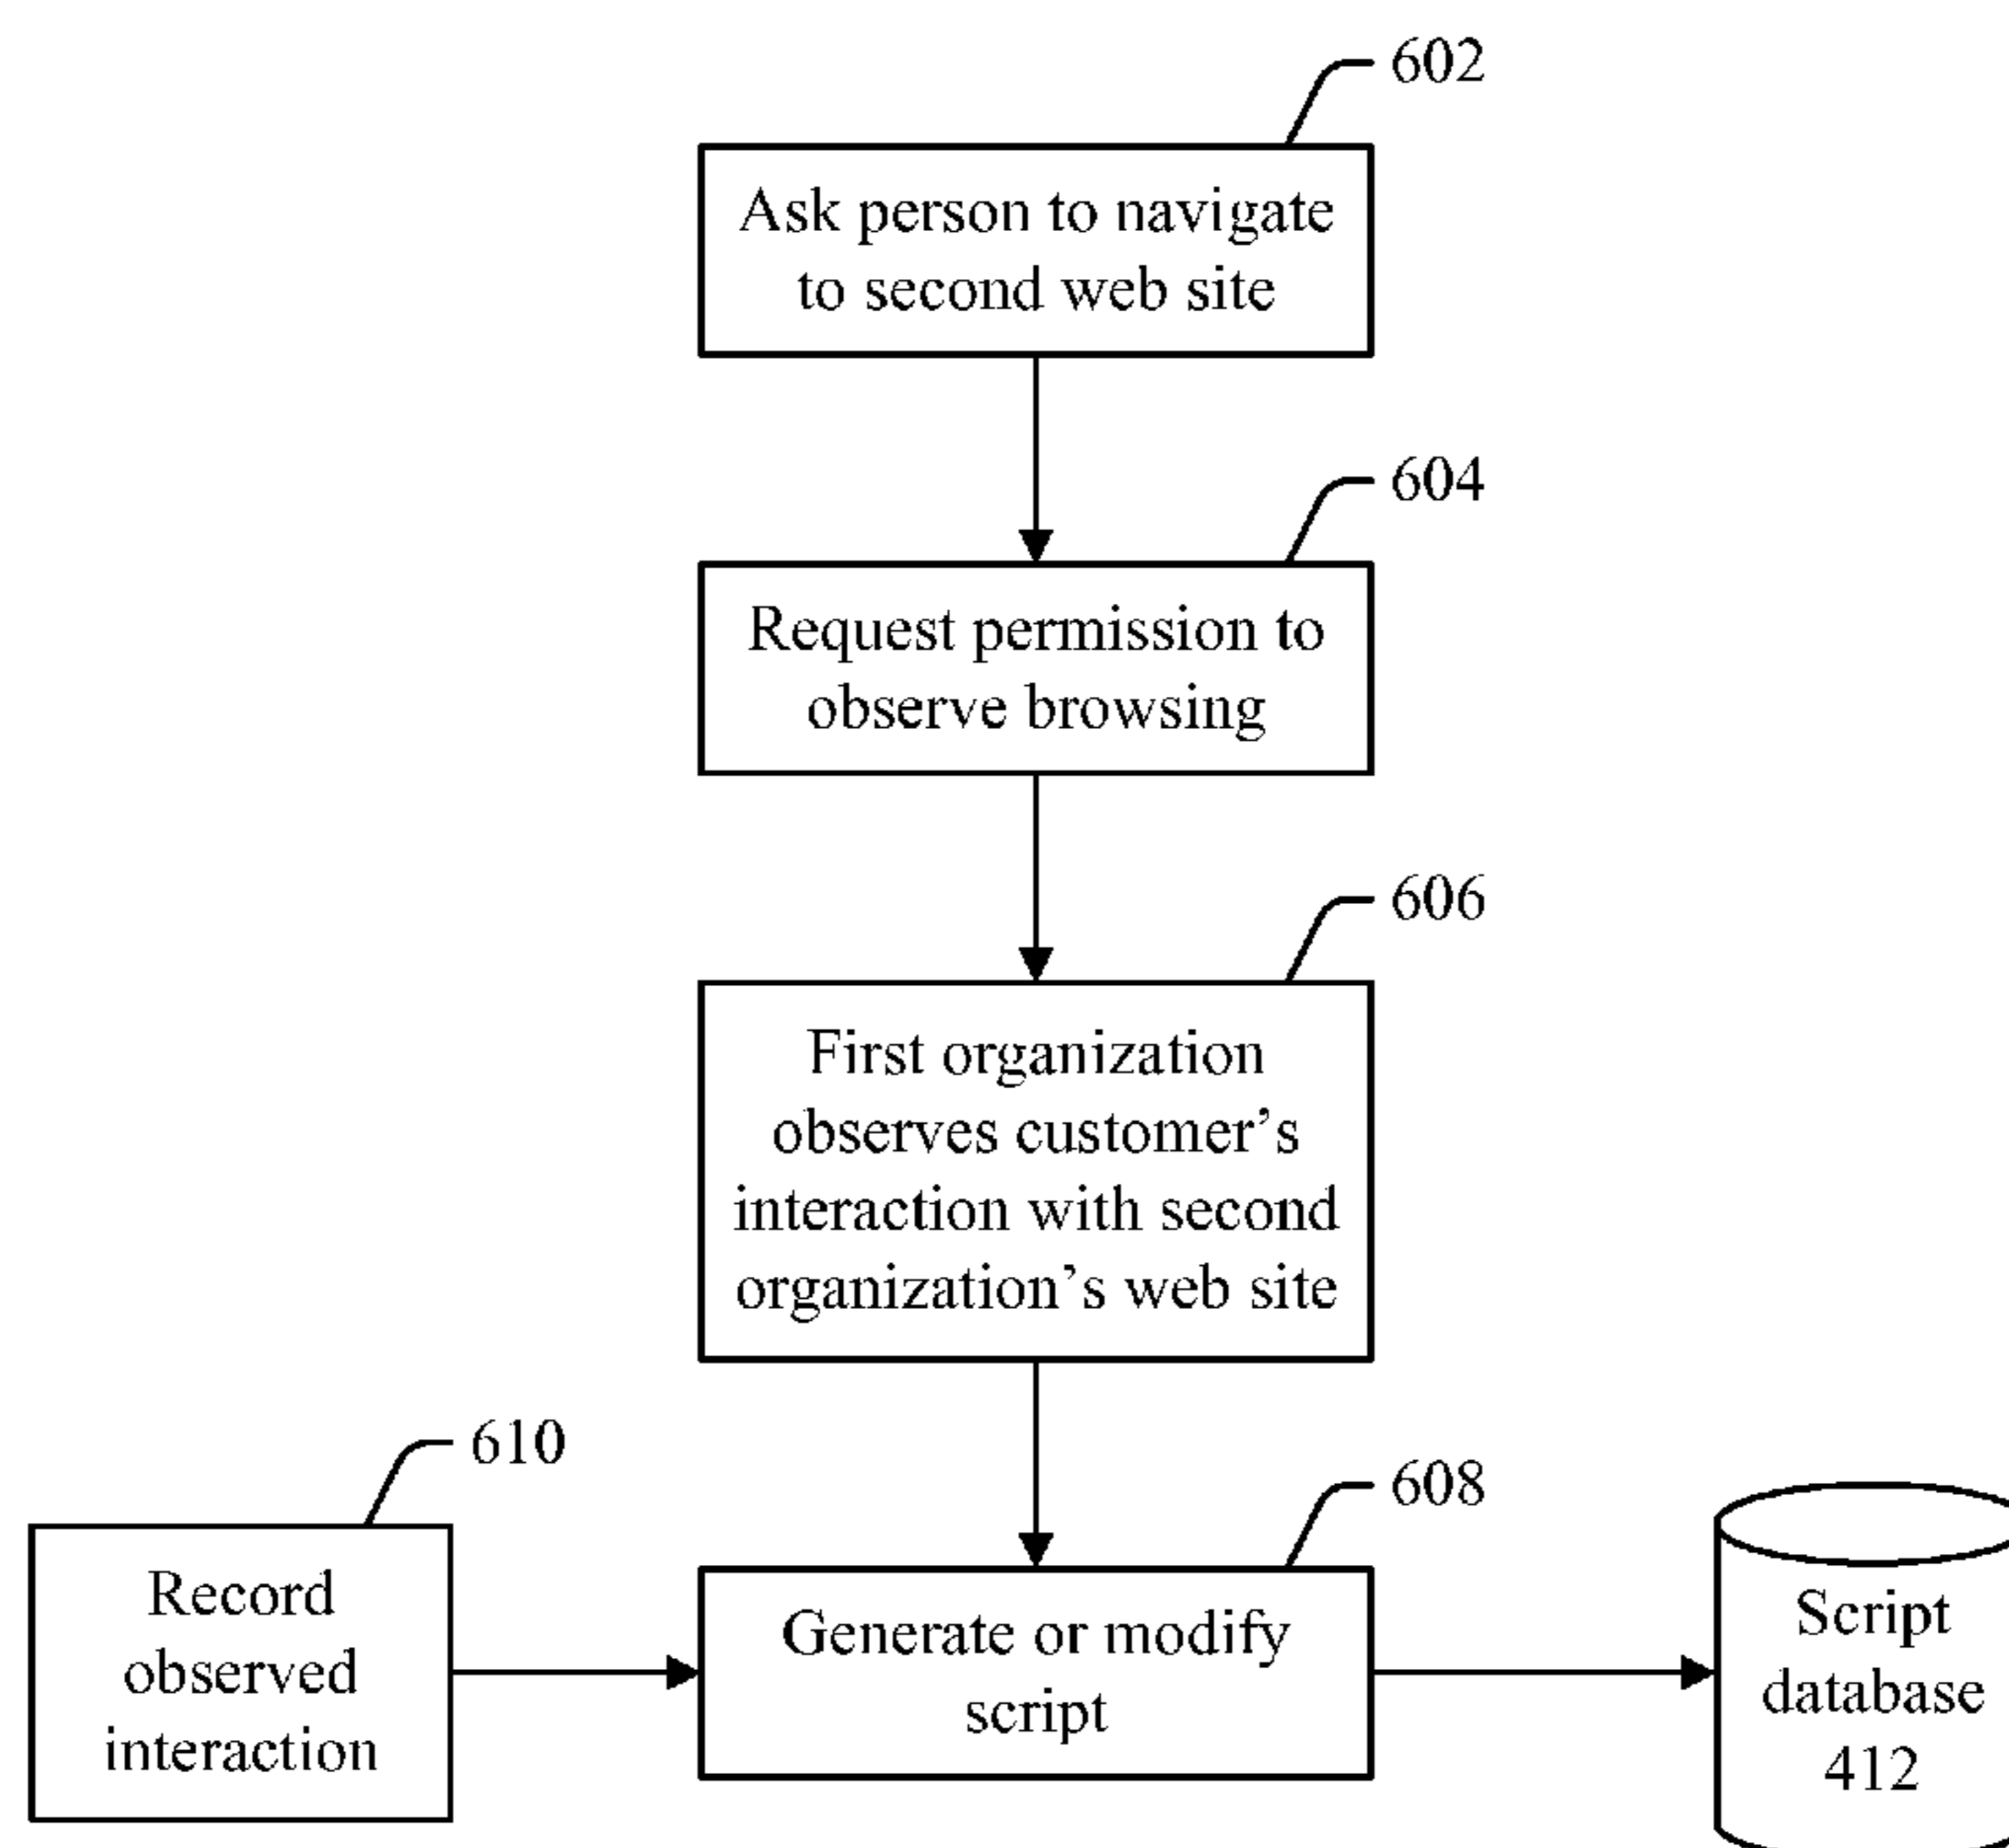 602
Ask person to navigate
to second web site
604
Request permission to
observe browsing
606
First organization
observes customer’s
interaction with second
organization’s web site
610
Record
observed
interaction
608
Generate or modify
script
Script
database
412